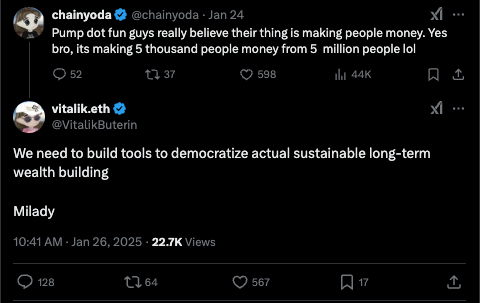 chainyoda @chainyoda · Jan 24
Pump dot fun guys really believe their thing is making people money. Yes
bro, its making 5 thousand people money from 5 million people lol
52 37 598 44K
vitalik.eth
@VitalikButerin
We need to build tools to democratize actual sustainable long-term
wealth building
Milady
10:41 AM · Jan 26, 2025 · 22.7K Views
128 64 567 17